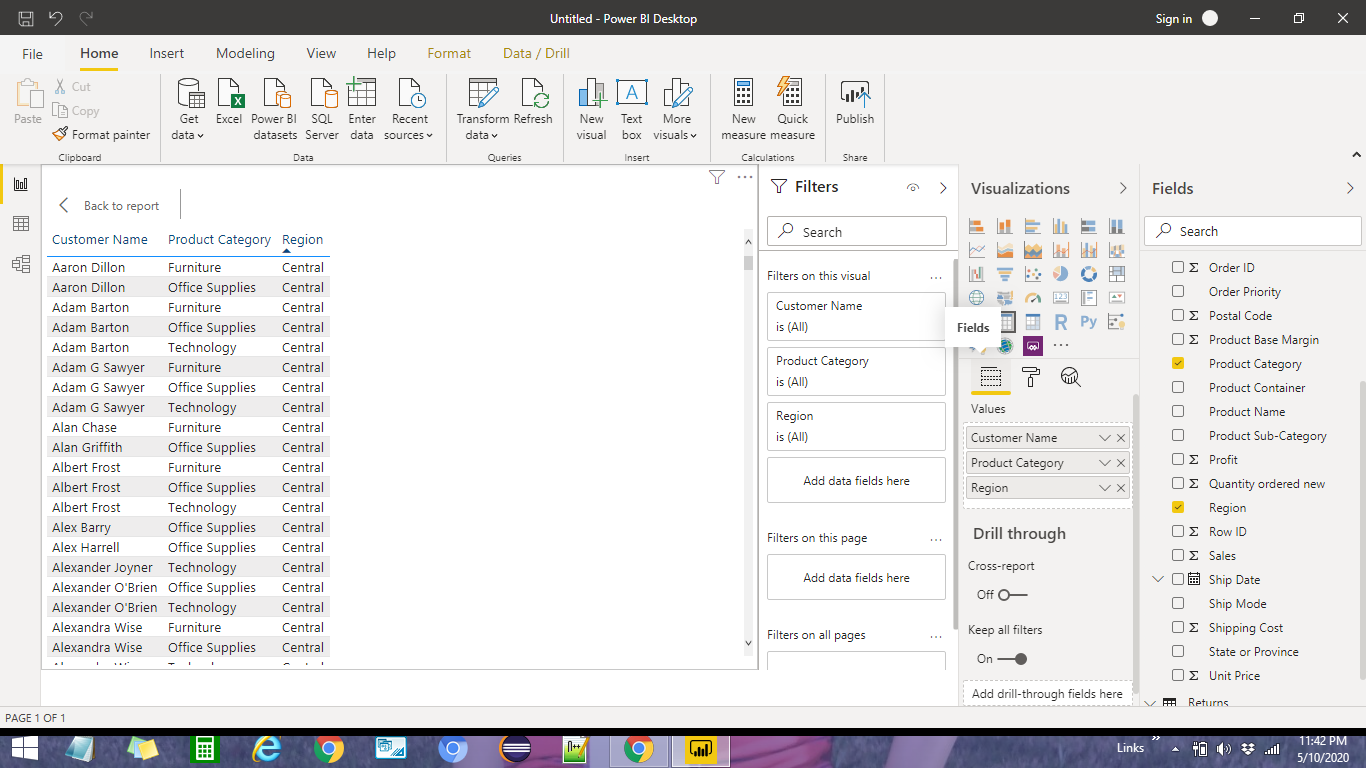 Untitled - Power BI Desktop
Sign in
File Home Insert Modeling View Help Format Data / Drill
Paste
Cut
Copy
Format painter
Clipboard
Get data
Excel
Power BI datasets
SQL Server
Enter data
Recent sources
Data
Transform data
Refresh
Queries
New visual
Text box
More visuals
Insert
New measure
Quick measure
Calculations
Publish
Share
Back to report
Customer Name Product Category Region
Aaron Dillon Furniture Central
Aaron Dillon Office Supplies Central
Adam Barton Furniture Central
Adam Barton Office Supplies Central
Adam Barton Technology Central
Adam G Sawyer Furniture Central
Adam G Sawyer Office Supplies Central
Adam G Sawyer Technology Central
Alan Chase Furniture Central
Alan Griffith Office Supplies Central
Albert Frost Furniture Central
Albert Frost Office Supplies Central
Albert Frost Technology Central
Alex Barry Office Supplies Central
Alex Harrell Office Supplies Central
Alexander Joyner Technology Central
Alexander O'Brien Office Supplies Central
Alexander O'Brien Technology Central
Alexandra Wise Furniture Central
Alexandra Wise Office Supplies Central
Filters
Search
Filters on this visual ...
Customer Name
is (All)
Product Category
is (All)
Region
is (All)
Add data fields here
Filters on this page ...
Add data fields here
Filters on all pages ...
Visualizations
R Py
Fields
...
Values
Customer Name
Product Category
Region
Drill through
Cross-report
Off
Keep all filters
On
Add drill-through fields here
Fields
Search
Σ Order ID
Order Priority
Σ Postal Code
Σ Product Base Margin
Product Category
Product Container
Product Name
Product Sub-Category
Σ Profit
Σ Quantity ordered new
Region
Σ Row ID
Σ Sales
Ship Date
Ship Mode
Σ Shipping Cost
State or Province
Σ Unit Price
Returns
PAGE 1 OF 1
Links
11:42 PM
5/10/2020